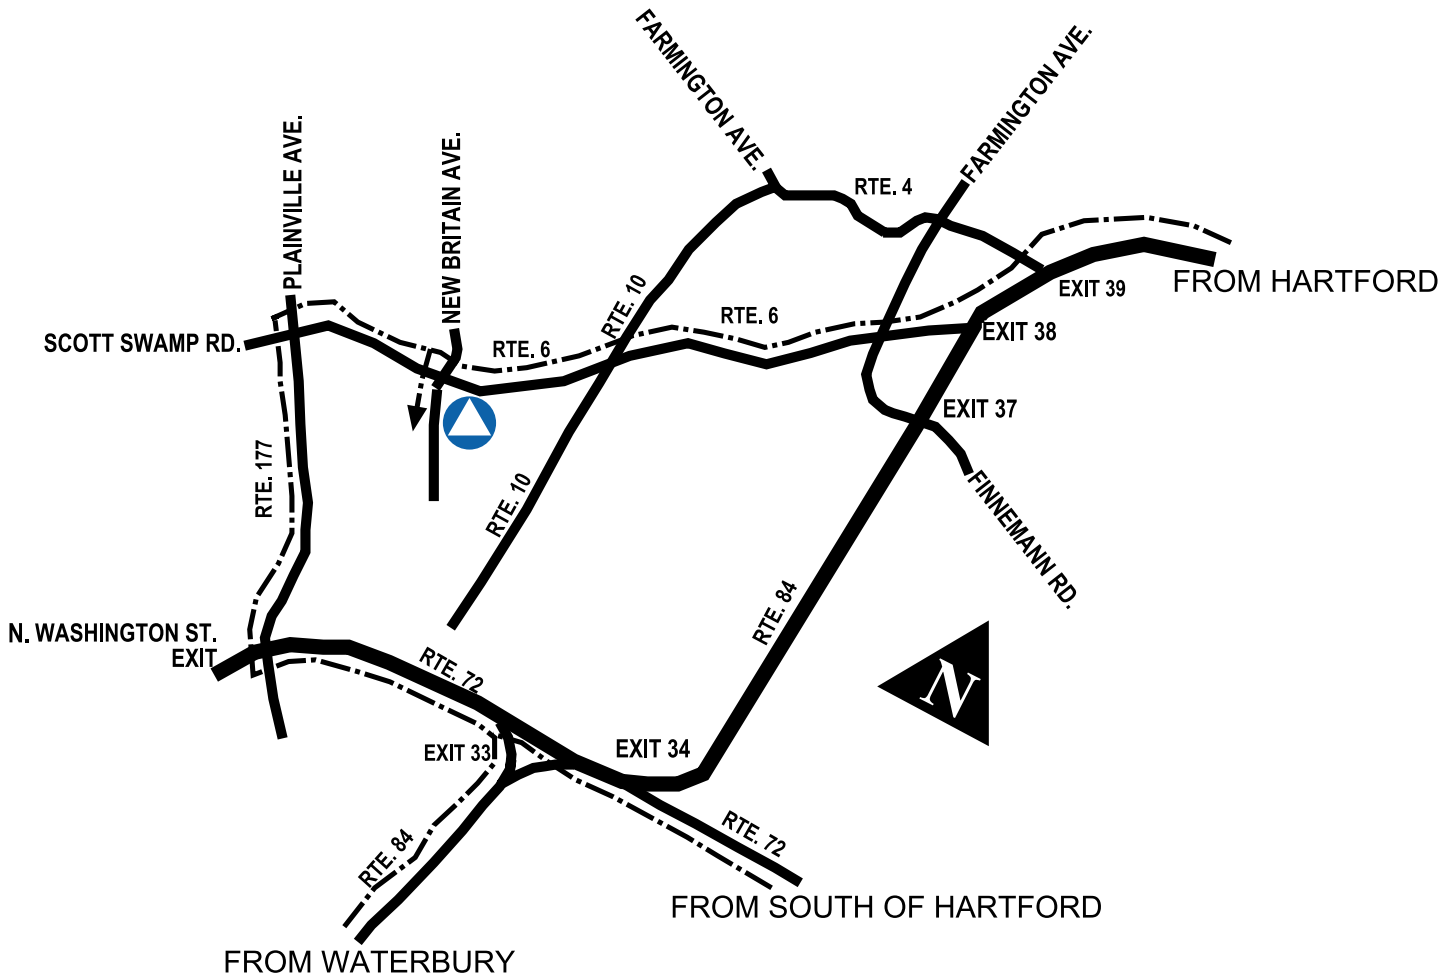 FARMINGTON AVE.
FARMINGTON AVE.
PLAINVILLE AVE.
NEW BRITAIN AVE.
RTE. 4
FROM HARTFORD
EXIT 39
RTE. 10
RTE. 6
EXIT 38
SCOTT SWAMP RD.
RTE. 6
EXIT 37
RTE. 177
RTE. 10
FINNEMANN RD.
RTE. 84
N. WASHINGTON ST.
EXIT
RTE. 72
N
EXIT 33
EXIT 34
RTE. 72
RTE. 84
FROM SOUTH OF HARTFORD
FROM WATERBURY